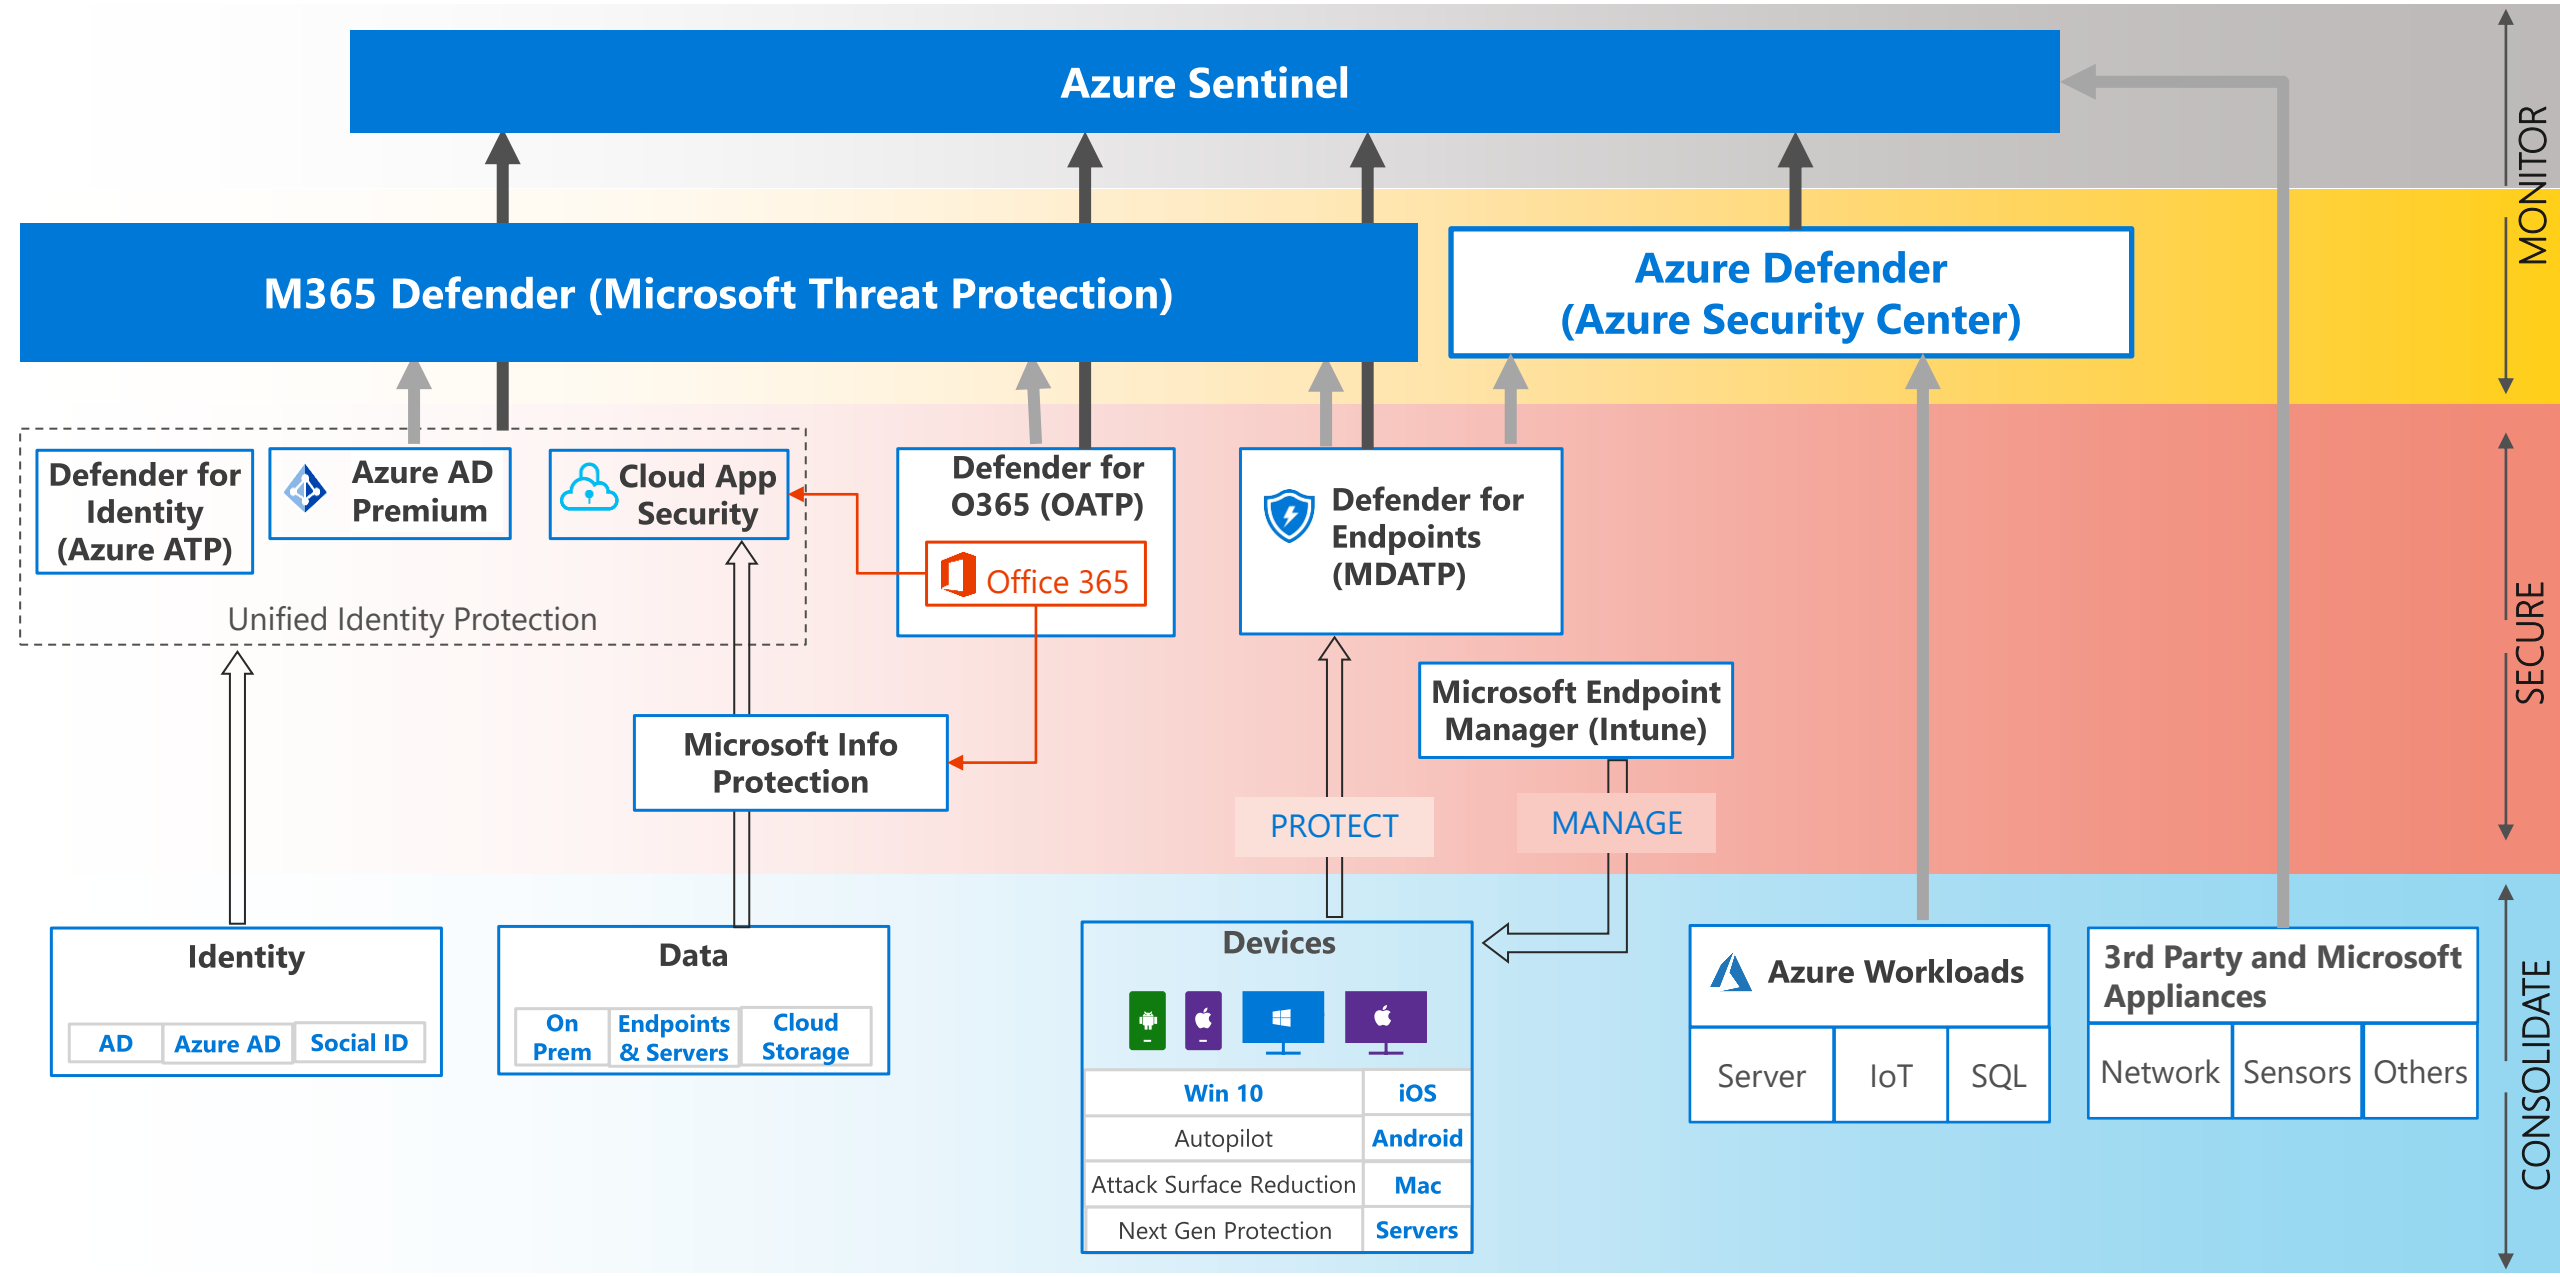 Azure Sentinel
MONITOR
M365 Defender (Microsoft Threat Protection)
Azure Defender
(Azure Security Center)
Defender for
Identity
(Azure ATP)
Azure AD
Premium
Cloud App
Security
Unified Identity Protection
Defender for
O365 (OATP)
Office 365
Defender for
Endpoints
(MDATP)
SECURE
Microsoft Endpoint
Manager (Intune)
Microsoft Info
Protection
PROTECT
MANAGE
Identity
AD
Azure AD
Social ID
Data
On
Prem
Endpoints
& Servers
Cloud
Storage
Devices
Win 10
iOS
Autopilot
Android
Attack Surface Reduction
Mac
Next Gen Protection
Servers
Azure Workloads
Server
IoT
SQL
3rd Party and Microsoft
Appliances
Network
Sensors
Others
CONSOLIDATE